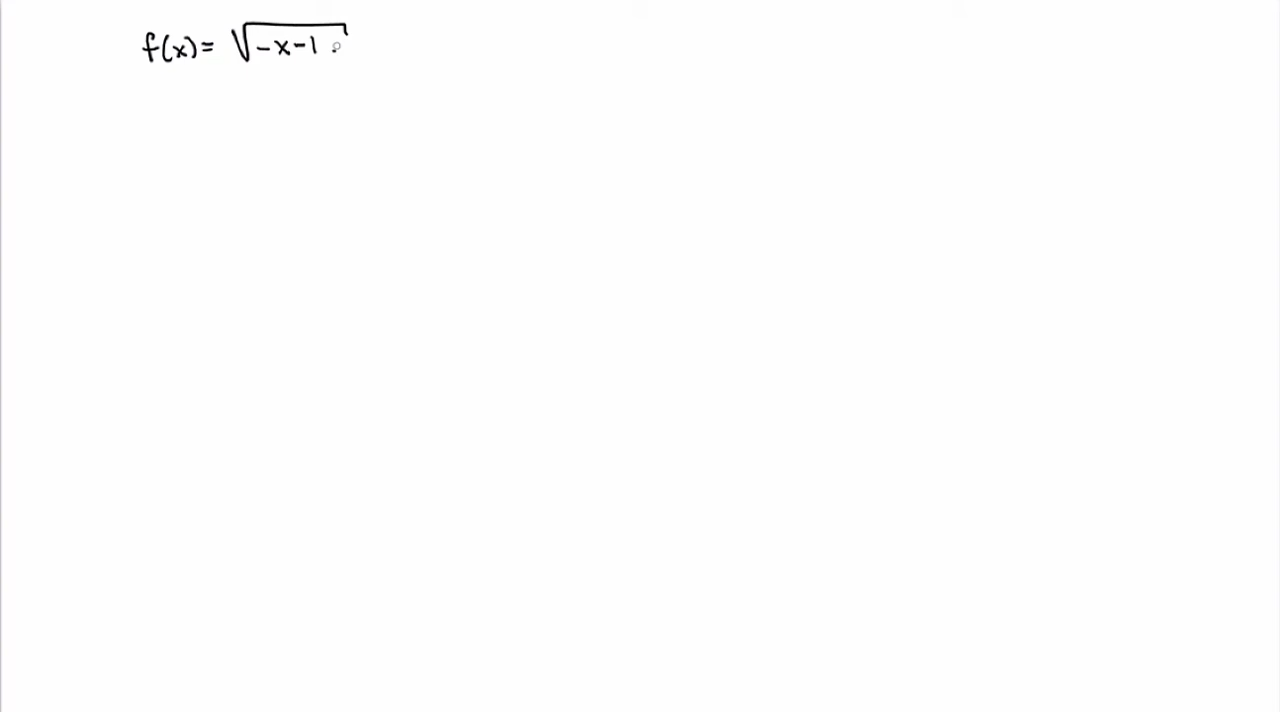 f(x)= √-x-1